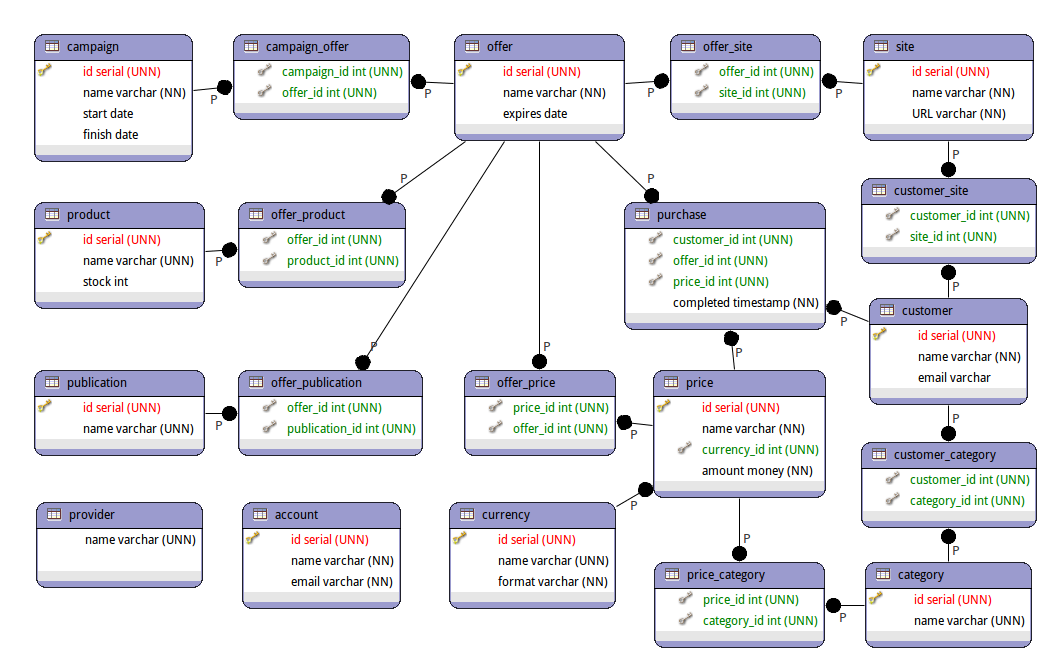 campaign
id serial (UNN)
name varchar (NN)
start date
finish date
P
campaign_offer
campaign_id int (UNN)
offer_id int (UNN)
P
offer
id serial (UNN)
name varchar (NN)
expires date
P
offer_site
offer_id int (UNN)
site_id int (UNN)
P
site
id serial (UNN)
name varchar (NN)
URL varchar (NN)
P
product
id serial (UNN)
name varchar (UNN)
stock int
P
P
offer_product
offer_id int (UNN)
product_id int (UNN)
P
purchase
customer_id int (UNN)
offer_id int (UNN)
price_id int (UNN)
completed timestamp (NN)
P
customer_site
customer_id int (UNN)
site_id int (UNN)
P
P
customer
id serial (UNN)
name varchar (NN)
email varchar
P
publication
id serial (UNN)
name varchar (UNN)
P
P
offer_publication
offer_id int (UNN)
publication_id int (UNN)
P
offer_price
price_id int (UNN)
offer_id int (UNN)
P
P
price
id serial (UNN)
name varchar (NN)
currency_id int (UNN)
amount money (NN)
P
customer_category
customer_id int (UNN)
category_id int (UNN)
P
provider
name varchar (UNN)
account
id serial (UNN)
name varchar (NN)
email varchar (NN)
currency
id serial (UNN)
name varchar (UNN)
format varchar (NN)
P
P
price_category
price_id int (UNN)
category_id int (UNN)
P
category
id serial (UNN)
name varchar (UNN)